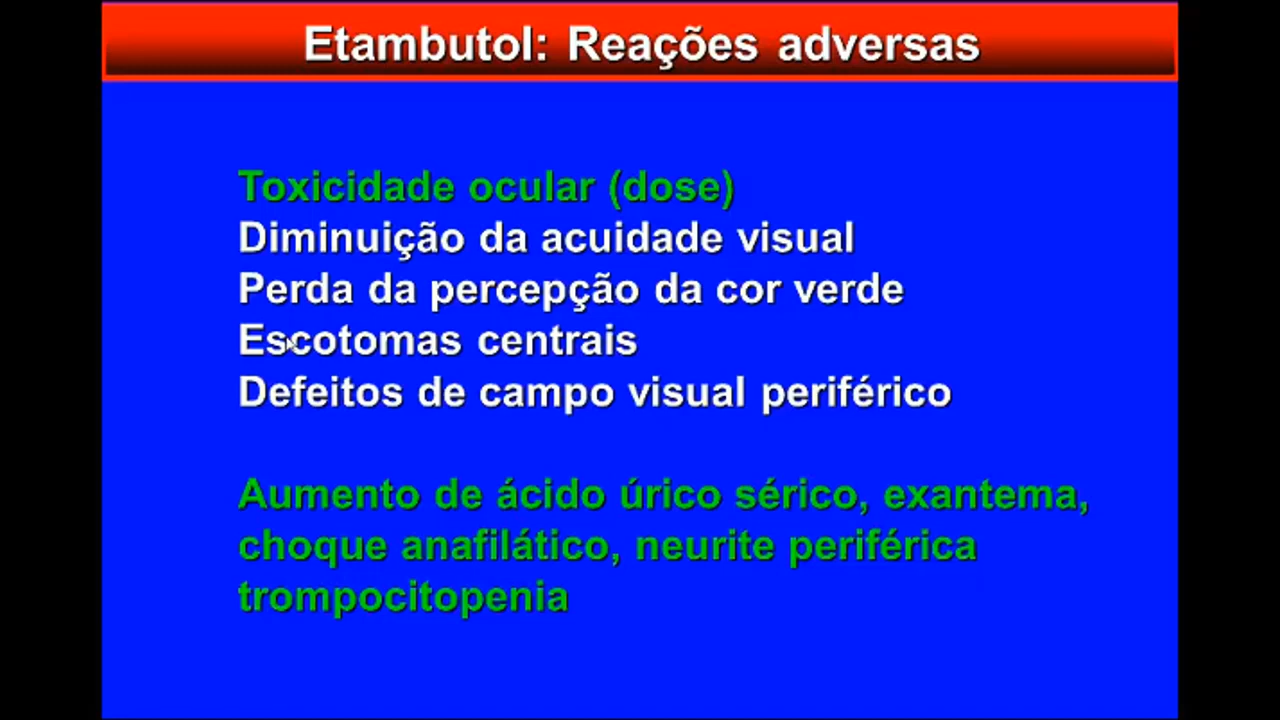 Etambutol: Reações adversas
Toxicidade ocular (dose)
Diminuição da acuidade visual
Perda da percepção da cor verde
Escotomas centrais
Defeitos de campo visual periférico
Aumento de ácido úrico sérico, exantema,
choque anafilático, neurite periférica
trompocitopenia